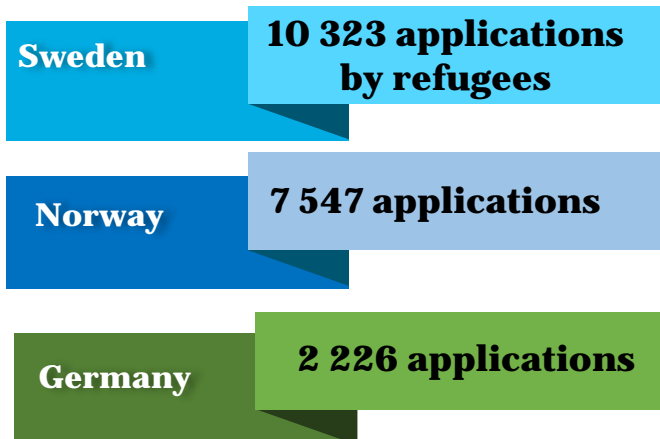 Sweden
10 323 applications
by refugees
Norway
7 547 applications
Germany
2 226 applications